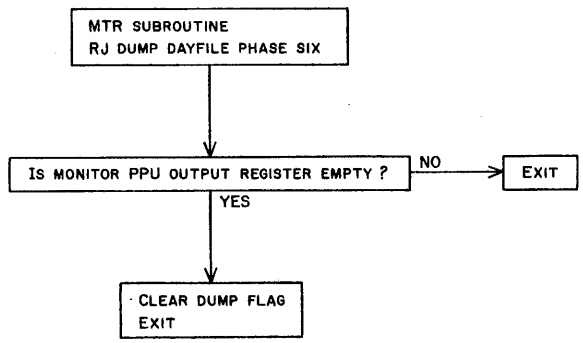 MTR SUBROUTINE
RJ DUMP DAYFILE PHASE SIX
IS MONITOR PPU OUTPUT REGISTER EMPTY ?
NO
EXIT
YES
CLEAR DUMP FLAG
EXIT